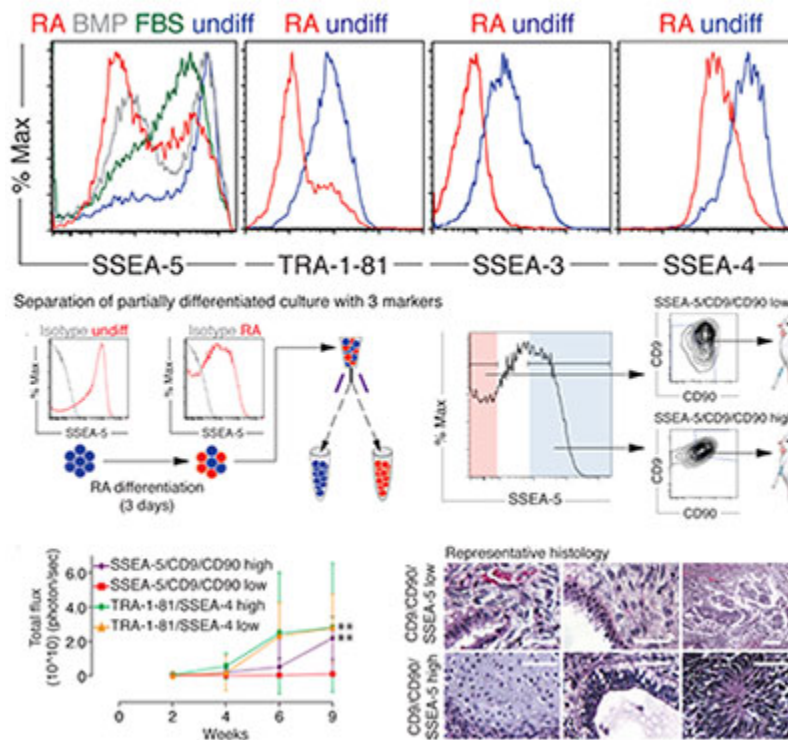 RA BMP FBS undiff
RA undiff
RA undiff
RA undiff
% Max
SSEA-5
TRA-1-81
SSEA-3
SSEA-4
Separation of partially differentiated culture with 3 markers
Isotype undiff
% Max
SSEA-5
Isotype RA
% Max
SSEA-5
RA differentiation
(3 days)
% Max
SSEA-5
SSEA-5/CD9/CD90 low
CD9
CD90
SSEA-5/CD9/CD90 high
CD9
CD90
Total flux
(10^10) (photon/sec)
6.0
4.0
2.0
0
SSEA-5/CD9/CD90 high
SSEA-5/CD9/CD90 low
TRA-1-81/SSEA-4 high
TRA-1-81/SSEA-4 low
**
**
0 2 4 6 9
Weeks
Representative histology
CD9/CD90/
SSEA-5 low
CD9/CD90/
SSEA-5 high